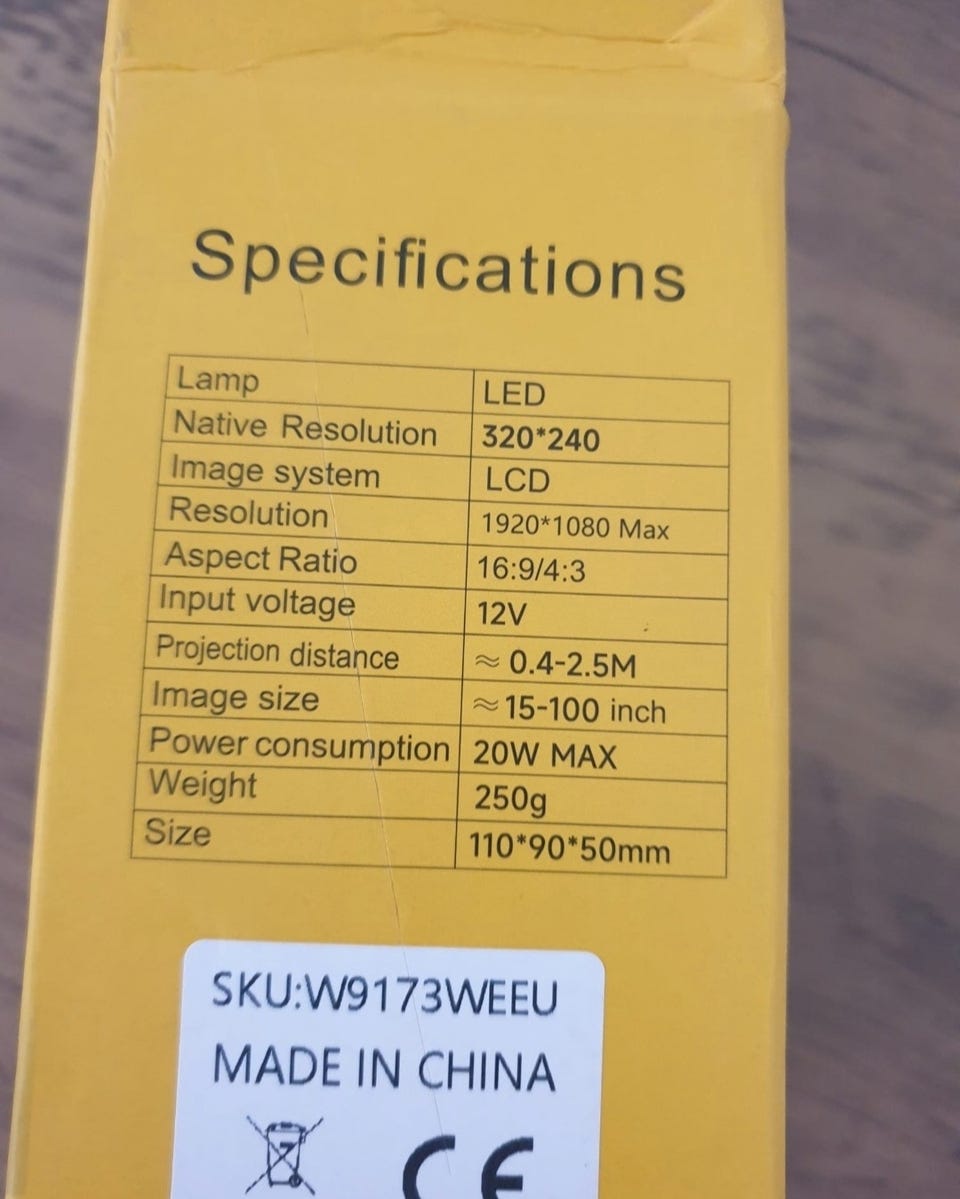 Specifications
Lamp LED
Native Resolution 320*240
Image system LCD
Resolution 1920*1080 Max
Aspect Ratio 16:9/4:3
Input voltage 12V
Projection distance ≈ 0.4-2.5M
Image size ≈15-100 inch
Power consumption 20W MAX
Weight 250g
Size 110*90*50mm
SKU:W9173WEEU
MADE IN CHINA
CE